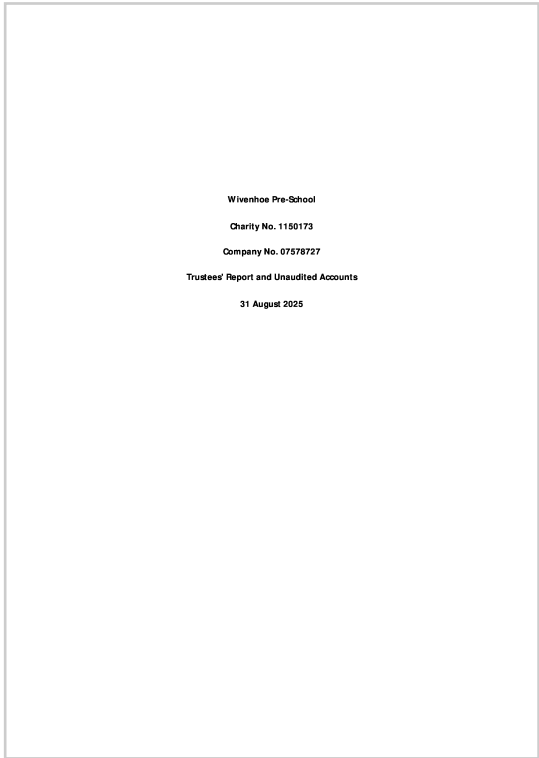 Wivenhoe Pre-School
Charity No. 1150173
Company No. 07578727
Trustees' Report and Unaudited Accounts
31 August 2025